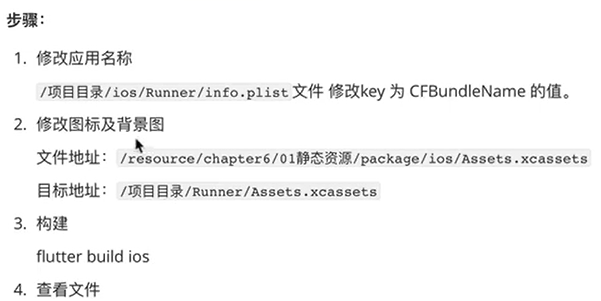 步骤：
1. 修改应用名称
/项目目录/ios/Runner/info.plist文件 修改key 为 CFBundleName 的值。
2. 修改图标及背景图
文件地址： /resource/chapter6/01静态资源/package/ios/Assets.xcassets
目标地址： /项目目录/Runner/Assets.xcassets
3. 构建
flutter build ios
4. 查看文件